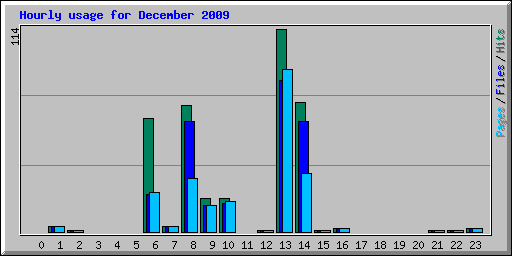 Hourly usage for December 2009
114
Pages / Files / Hits
0 1 2 3 4 5 6 7 8 9 10 11 12 13 14 15 16 17 18 19 20 21 22 23